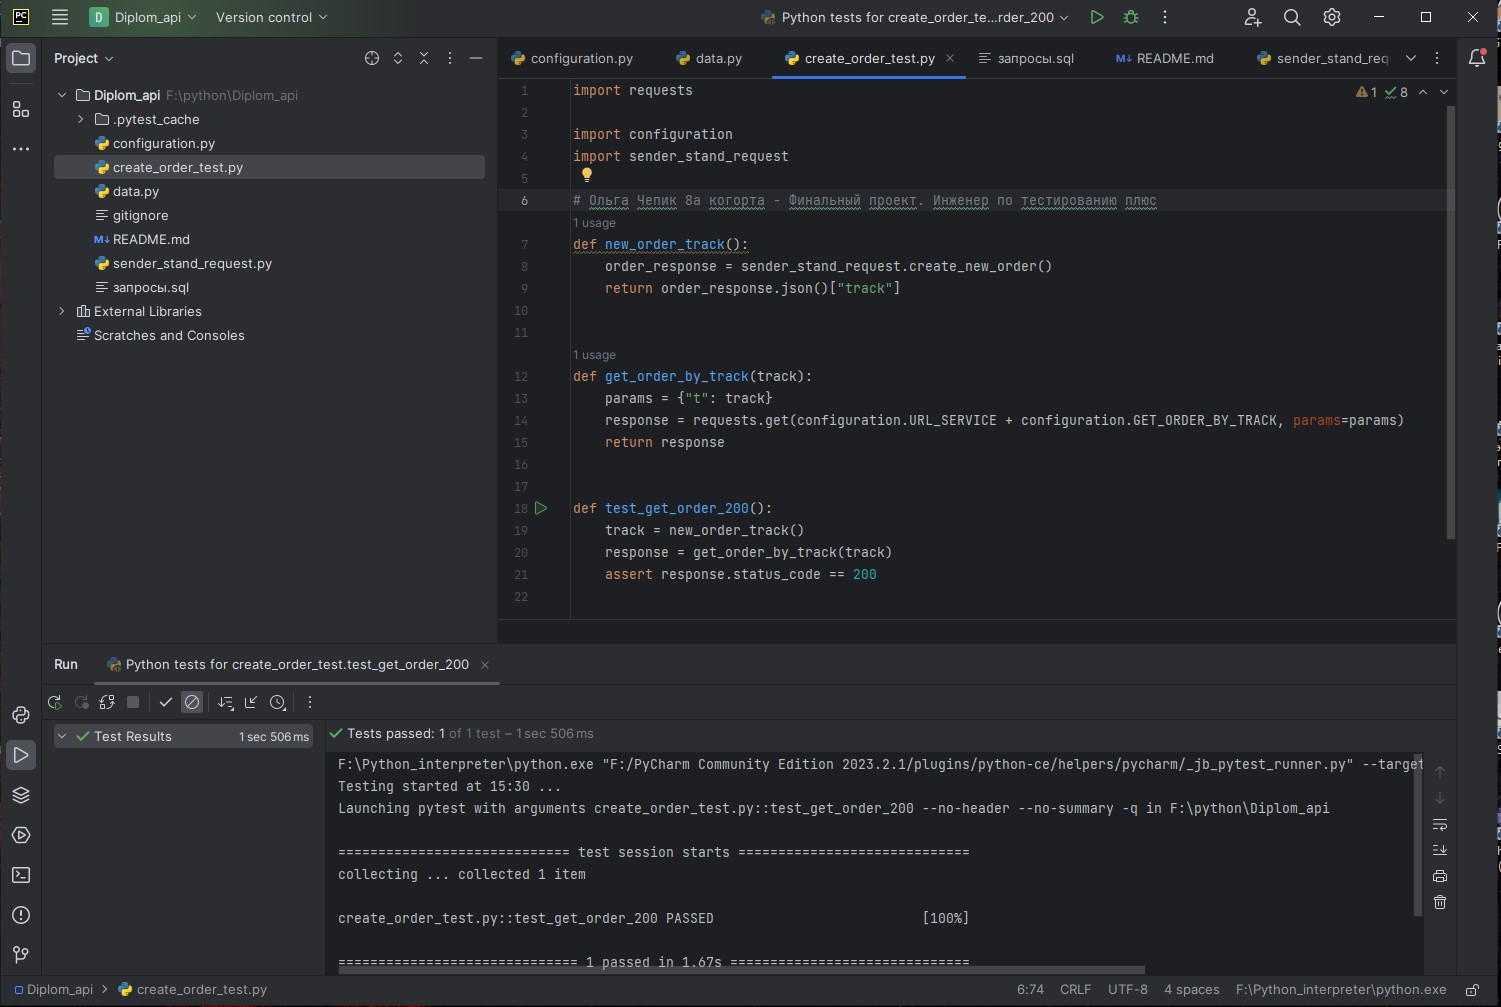 PC
D Diplom_api
Version control
Python tests for create_order_te...rder_200
Project
configuration.py
data.py
create_order_test.py
запросы.sql
M↓ README.md
sender_stand_req
Diplom_api F:\python\Diplom_api
.pytest_cache
configuration.py
create_order_test.py
data.py
gitignore
M↓ README.md
sender_stand_request.py
запросы.sql
External Libraries
Scratches and Consoles
1 8
1 import requests
2
3 import configuration
4 import sender_stand_request
5
6 # Ольга Чепик 8а когорта - Финальный проект. Инженер по тестированию плюс
1 usage
7 def new_order_track():
8 order_response = sender_stand_request.create_new_order()
9 return order_response.json()["track"]
10
11
1 usage
12 def get_order_by_track(track):
13 params = {"t": track}
14 response = requests.get(configuration.URL_SERVICE + configuration.GET_ORDER_BY_TRACK, params=params)
15 return response
16
17
18 def test_get_order_200():
19 track = new_order_track()
20 response = get_order_by_track(track)
21 assert response.status_code == 200
22
Run
Python tests for create_order_test.test_get_order_200
Test Results 1 sec 506 ms
Tests passed: 1 of 1 test – 1 sec 506 ms
F:\Python_interpreter\python.exe "F:/PyCharm Community Edition 2023.2.1/plugins/python-ce/helpers/pycharm/_jb_pytest_runner.py" --target
Testing started at 15:30 ...
Launching pytest with arguments create_order_test.py::test_get_order_200 --no-header --no-summary -q in F:\python\Diplom_api
============================= test session starts =============================
collecting ... collected 1 item
create_order_test.py::test_get_order_200 PASSED [100%]
============================== 1 passed in 1.67s ==============================
Diplom_api > create_order_test.py
6:74 CRLF UTF-8 4 spaces F:\Python_interpreter\python.exe